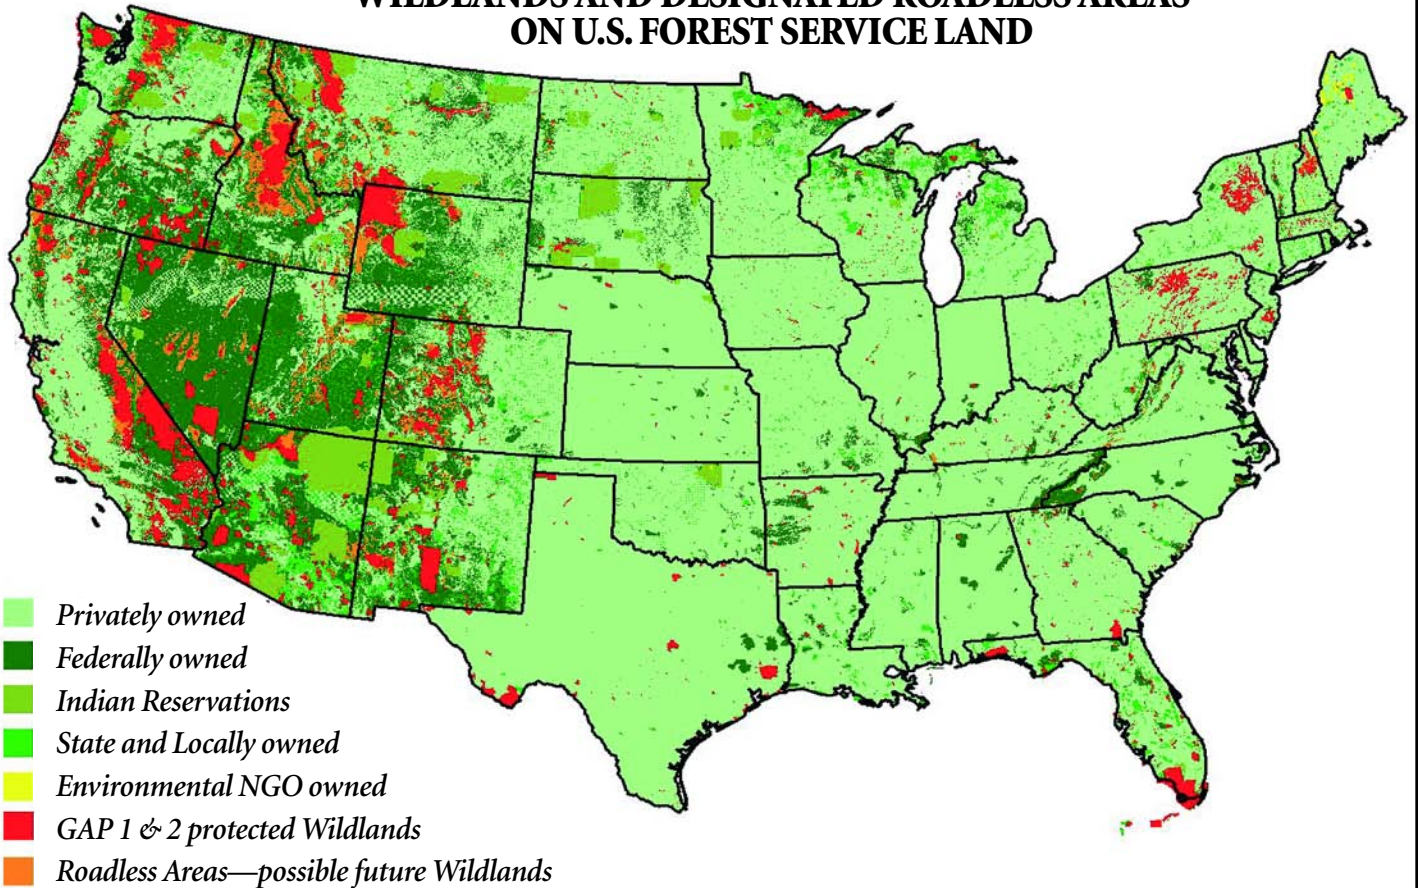 WILDLANDS AND DESIGNATED ROADLESS AREAS
ON U.S. FOREST SERVICE LAND
Privately owned
Federally owned
Indian Reservations
State and Locally owned
Environmental NGO owned
GAP 1 & 2 protected Wildlands
Roadless Areas—possible future Wildlands